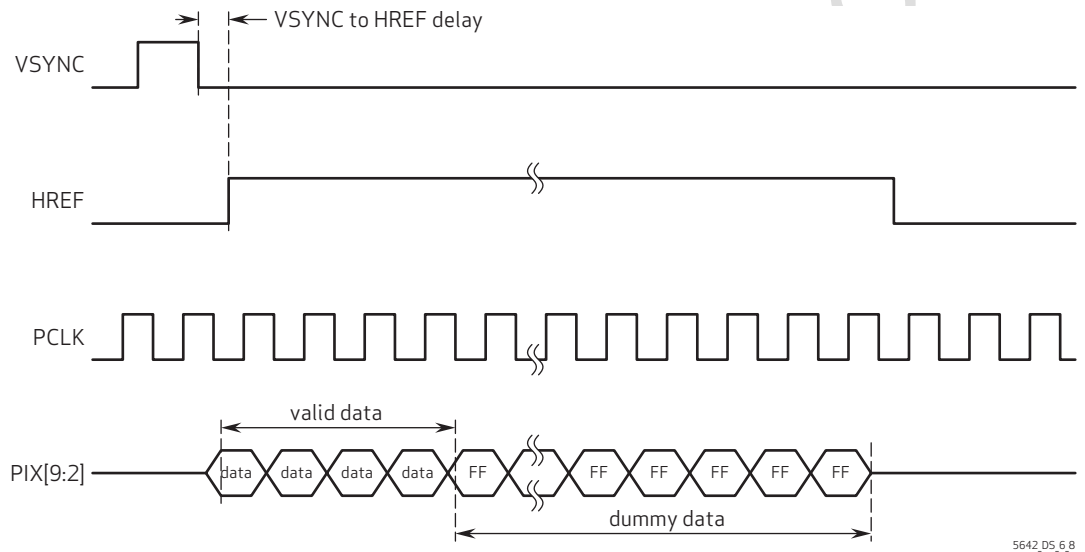 VSYNC to HREF delay
VSYNC
HREF
PCLK
valid data
PIX[9:2]
data data data data FF FF FF FF FF FF
dummy data
5642_DS_6_8